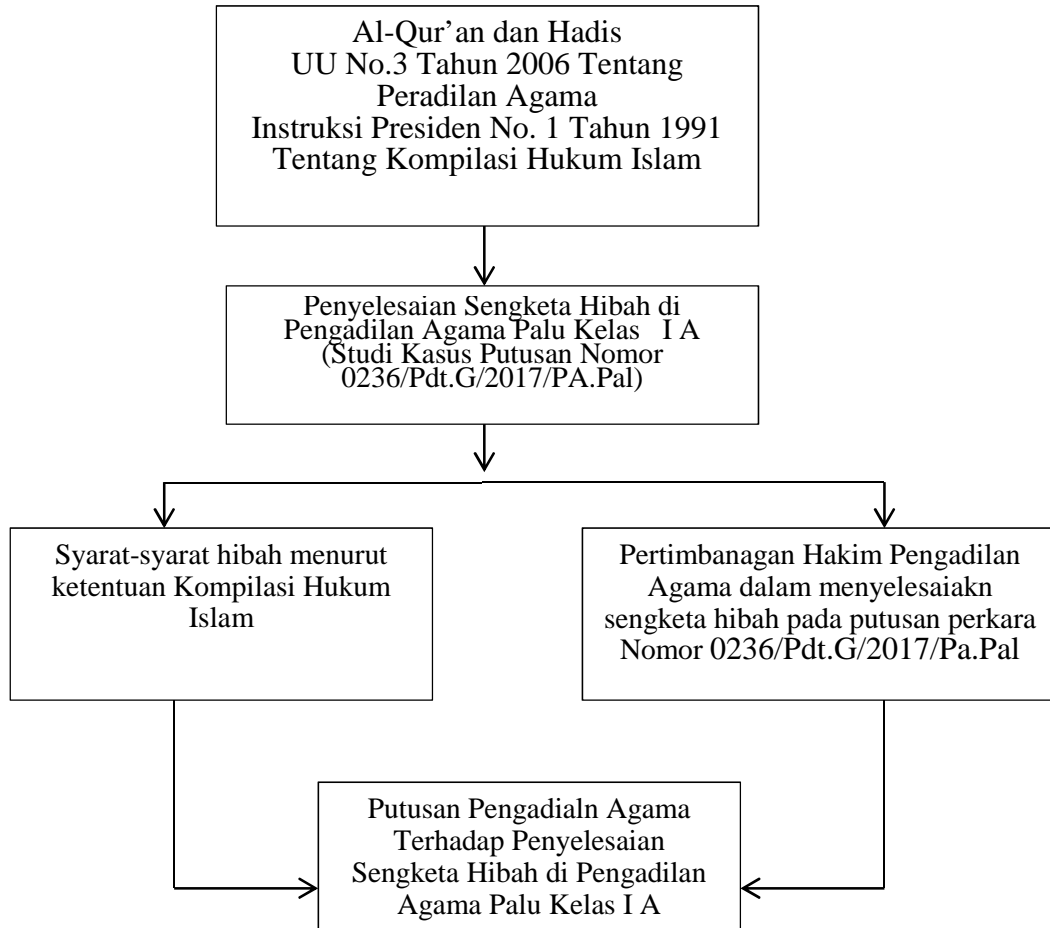 Al-Qur'an dan Hadis
UU No.3 Tahun 2006 Tentang
Peradilan Agama
Instruksi Presiden No. 1 Tahun 1991
Tentang Kompilasi Hukum Islam
Penyelesaian Sengketa Hibah di
Pengadilan Agama Palu Kelas I A
(Studi Kasus Putusan Nomor
0236/Pdt.G/2017/PA.Pal)
Syarat-syarat hibah menurut
ketentuan Kompilasi Hukum
Islam
Pertimbanagan Hakim Pengadilan
Agama dalam menyelesaiakn
sengketa hibah pada putusan perkara
Nomor 0236/Pdt.G/2017/Pa.Pal
Putusan Pengadialn Agama
Terhadap Penyelesaian
Sengketa Hibah di Pengadilan
Agama Palu Kelas I A